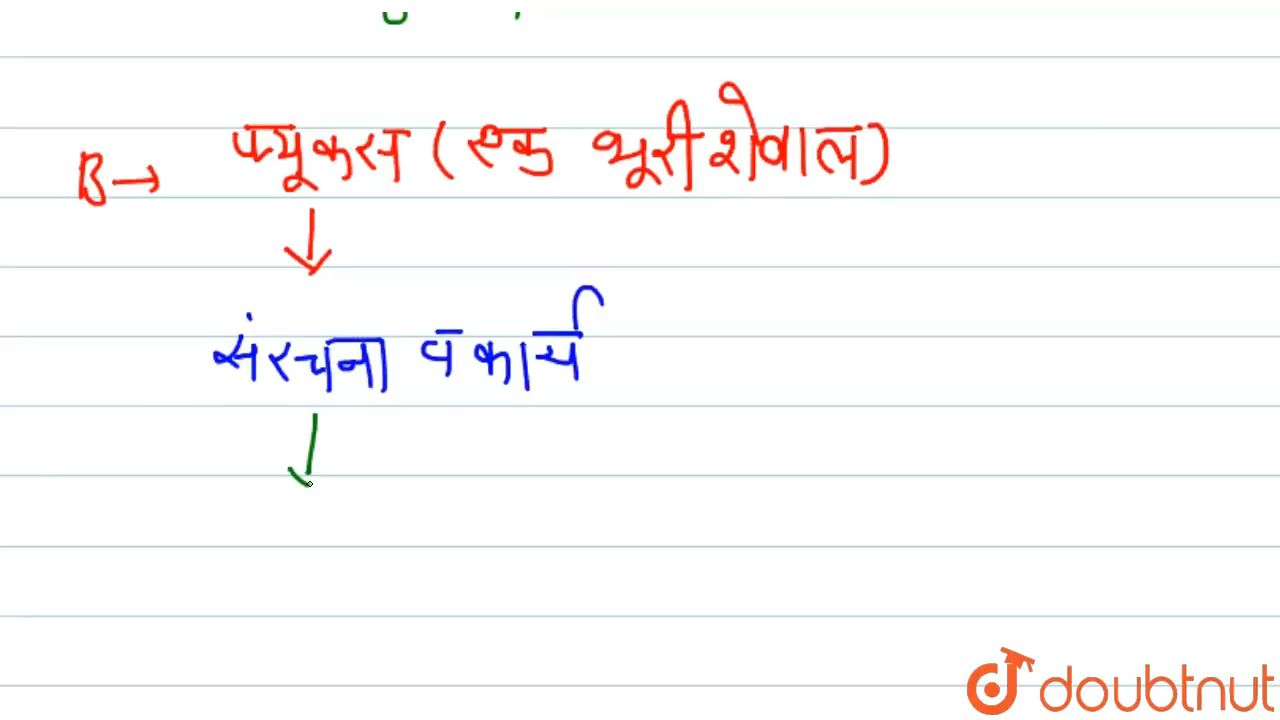 B → फ्यूकस (एक भूरी शैवाल)
↓
संरचना व कार्य
↓
doubtnut